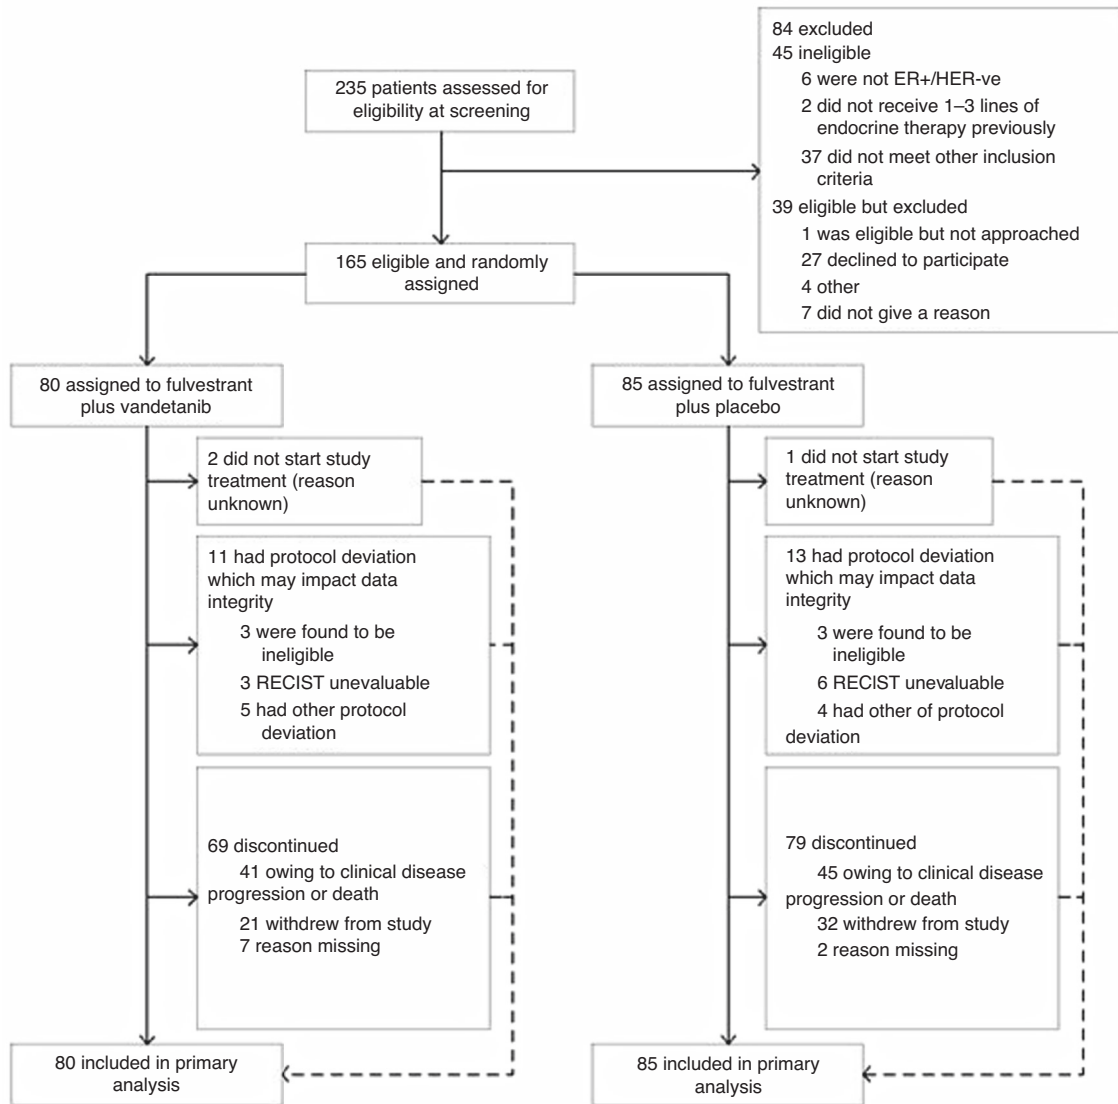 235 patients assessed for
eligibility at screening
84 excluded
45 ineligible
6 were not ER+/HER-ve
2 did not receive 1–3 lines of
endocrine therapy previously
37 did not meet other inclusion
criteria
39 eligible but excluded
1 was eligible but not approached
27 declined to participate
4 other
7 did not give a reason
165 eligible and randomly
assigned
80 assigned to fulvestrant
plus vandetanib
2 did not start study
treatment (reason
unknown)
11 had protocol deviation
which may impact data
integrity
3 were found to be
ineligible
3 RECIST unevaluable
5 had other protocol
deviation
69 discontinued
41 owing to clinical disease
progression or death
21 withdrew from study
7 reason missing
80 included in primary
analysis
85 assigned to fulvestrant
plus placebo
1 did not start study
treatment (reason
unknown)
13 had protocol deviation
which may impact data
integrity
3 were found to be
ineligible
6 RECIST unevaluable
4 had other of protocol
deviation
79 discontinued
45 owing to clinical disease
progression or death
32 withdrew from study
2 reason missing
85 included in primary
analysis